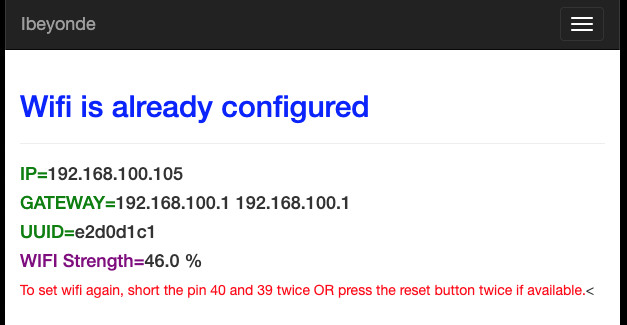 Ibeyonde
Wifi is already configured
IP=192.168.100.105
GATEWAY=192.168.100.1 192.168.100.1
UUID=e2d0d1c1
WIFI Strength=46.0 %
To set wifi again, short the pin 40 and 39 twice OR press the reset button twice if available.<